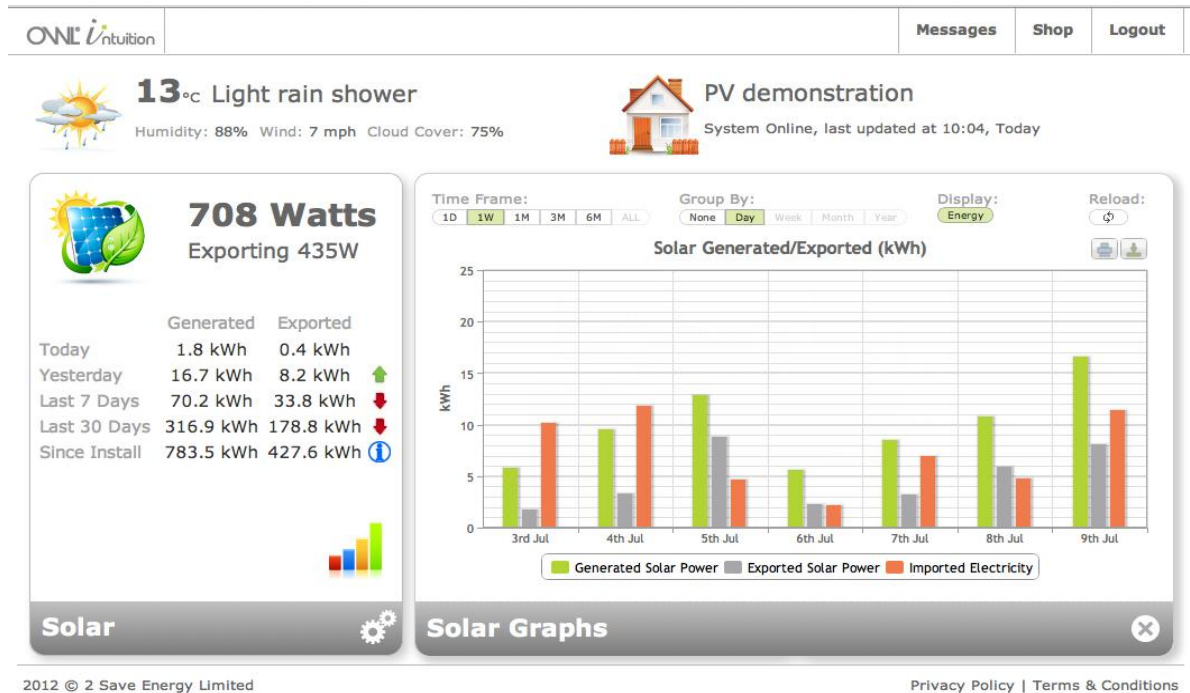 OWL intuition
Messages Shop Logout
13°C Light rain shower
Humidity: 88% Wind: 7 mph Cloud Cover: 75%
PV demonstration
System Online, last updated at 10:04, Today
708 Watts
Exporting 435W
Generated Exported
Today 1.8 kWh 0.4 kWh
Yesterday 16.7 kWh 8.2 kWh
Last 7 Days 70.2 kWh 33.8 kWh
Last 30 Days 316.9 kWh 178.8 kWh
Since Install 783.5 kWh 427.6 kWh
Solar
Time Frame: Group By: Display: Reload:
1D 1W 1M 3M 6M ALL None Day Week Month Year Energy
Solar Generated/Exported (kWh)
kWh
25
20
15
10
5
0
3rd Jul 4th Jul 5th Jul 6th Jul 7th Jul 8th Jul 9th Jul
Generated Solar Power Exported Solar Power Imported Electricity
Solar Graphs
2012 © 2 Save Energy Limited
Privacy Policy | Terms & Conditions